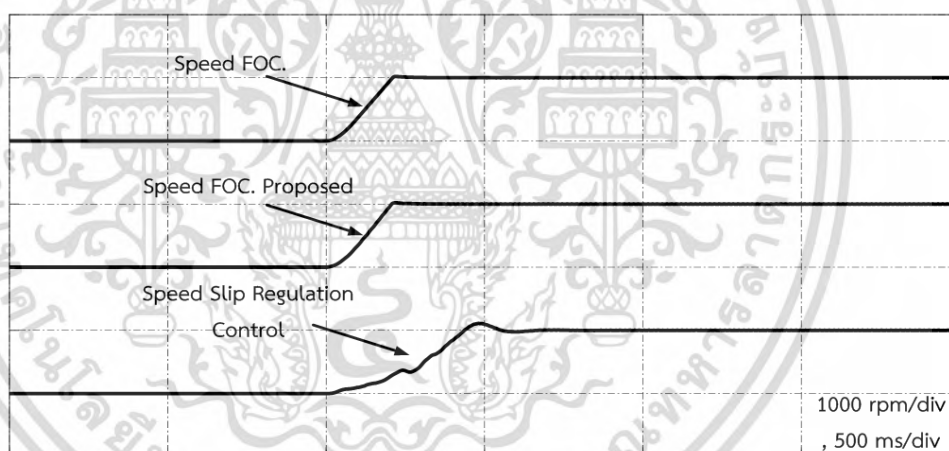 Speed FOC.
Speed FOC. Proposed
Speed Slip Regulation
Control
1000 rpm/div
, 500 ms/div